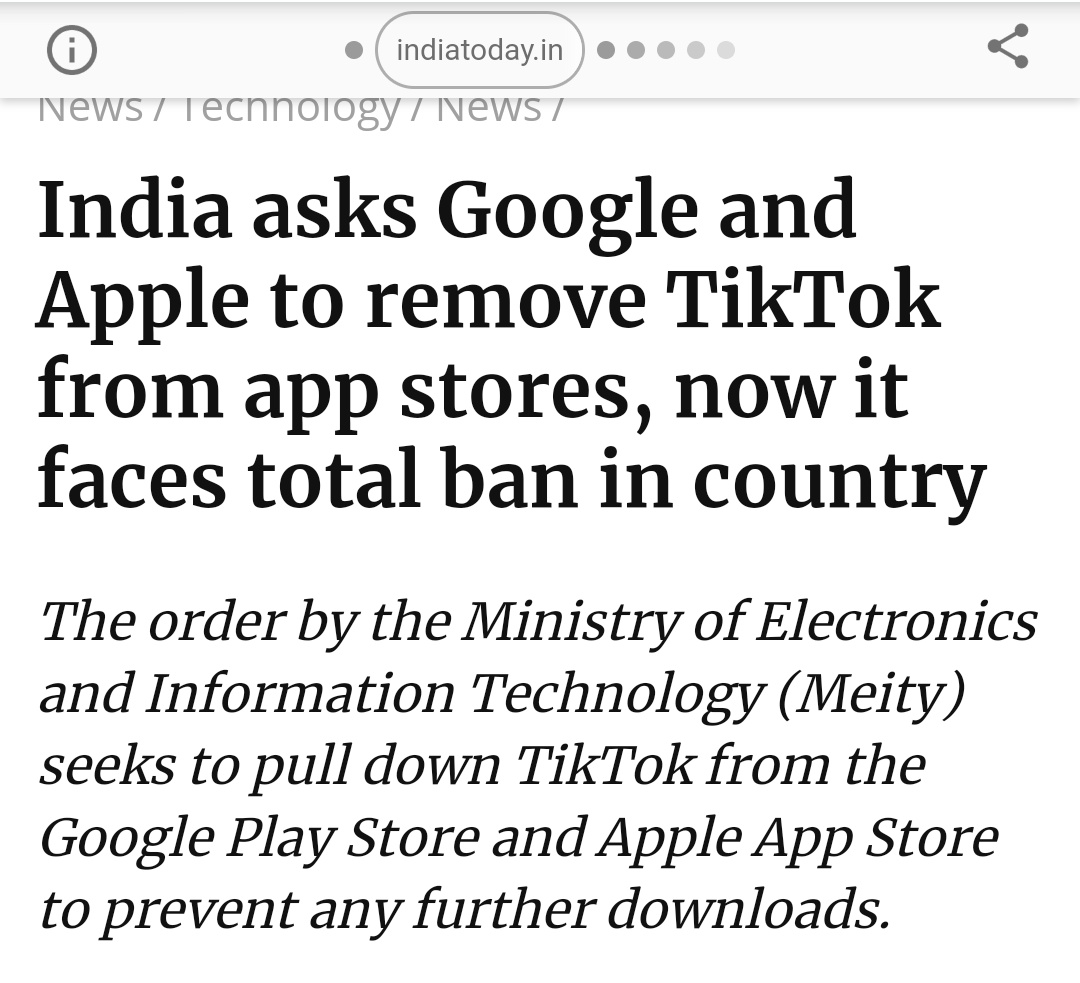 indiatoday.in
News / Technology / News /
India asks Google and
Apple to remove TikTok
from app stores, now it
faces total ban in country
The order by the Ministry of Electronics
and Information Technology (Meity)
seeks to pull down TikTok from the
Google Play Store and Apple App Store
to prevent any further downloads.